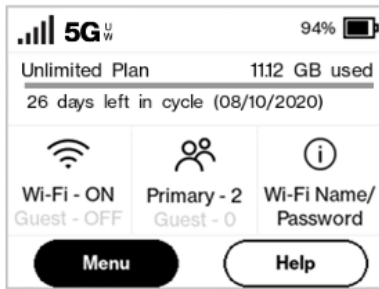 5G UW 94%
Unlimited Plan 11.12 GB used
26 days left in cycle (08/10/2020)
Wi-Fi - ON Primary - 2 Wi-Fi Name/
Guest - OFF Guest - 0 Password
Menu Help